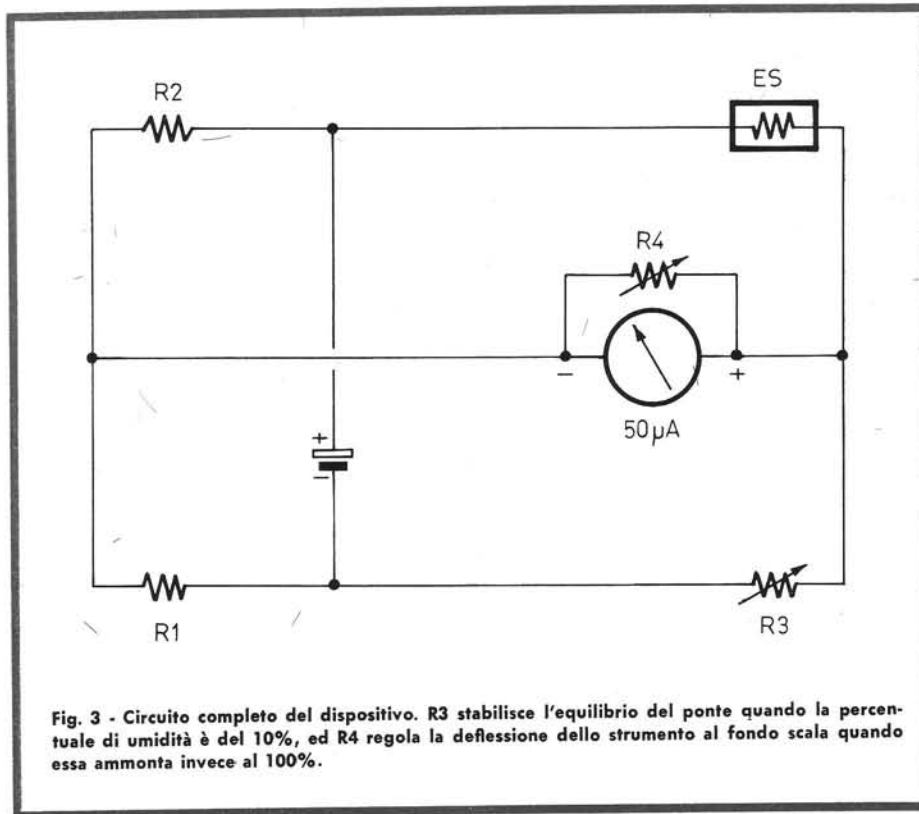 R2
ES
R4
−
+
50µA
+
−
R1
R3
Fig. 3 - Circuito completo del dispositivo. R3 stabilisce l'equilibrio del ponte quando la percen-
tuale di umidità è del 10%, ed R4 regola la deflessione dello strumento al fondo scala quando
essa ammonta invece al 100%.